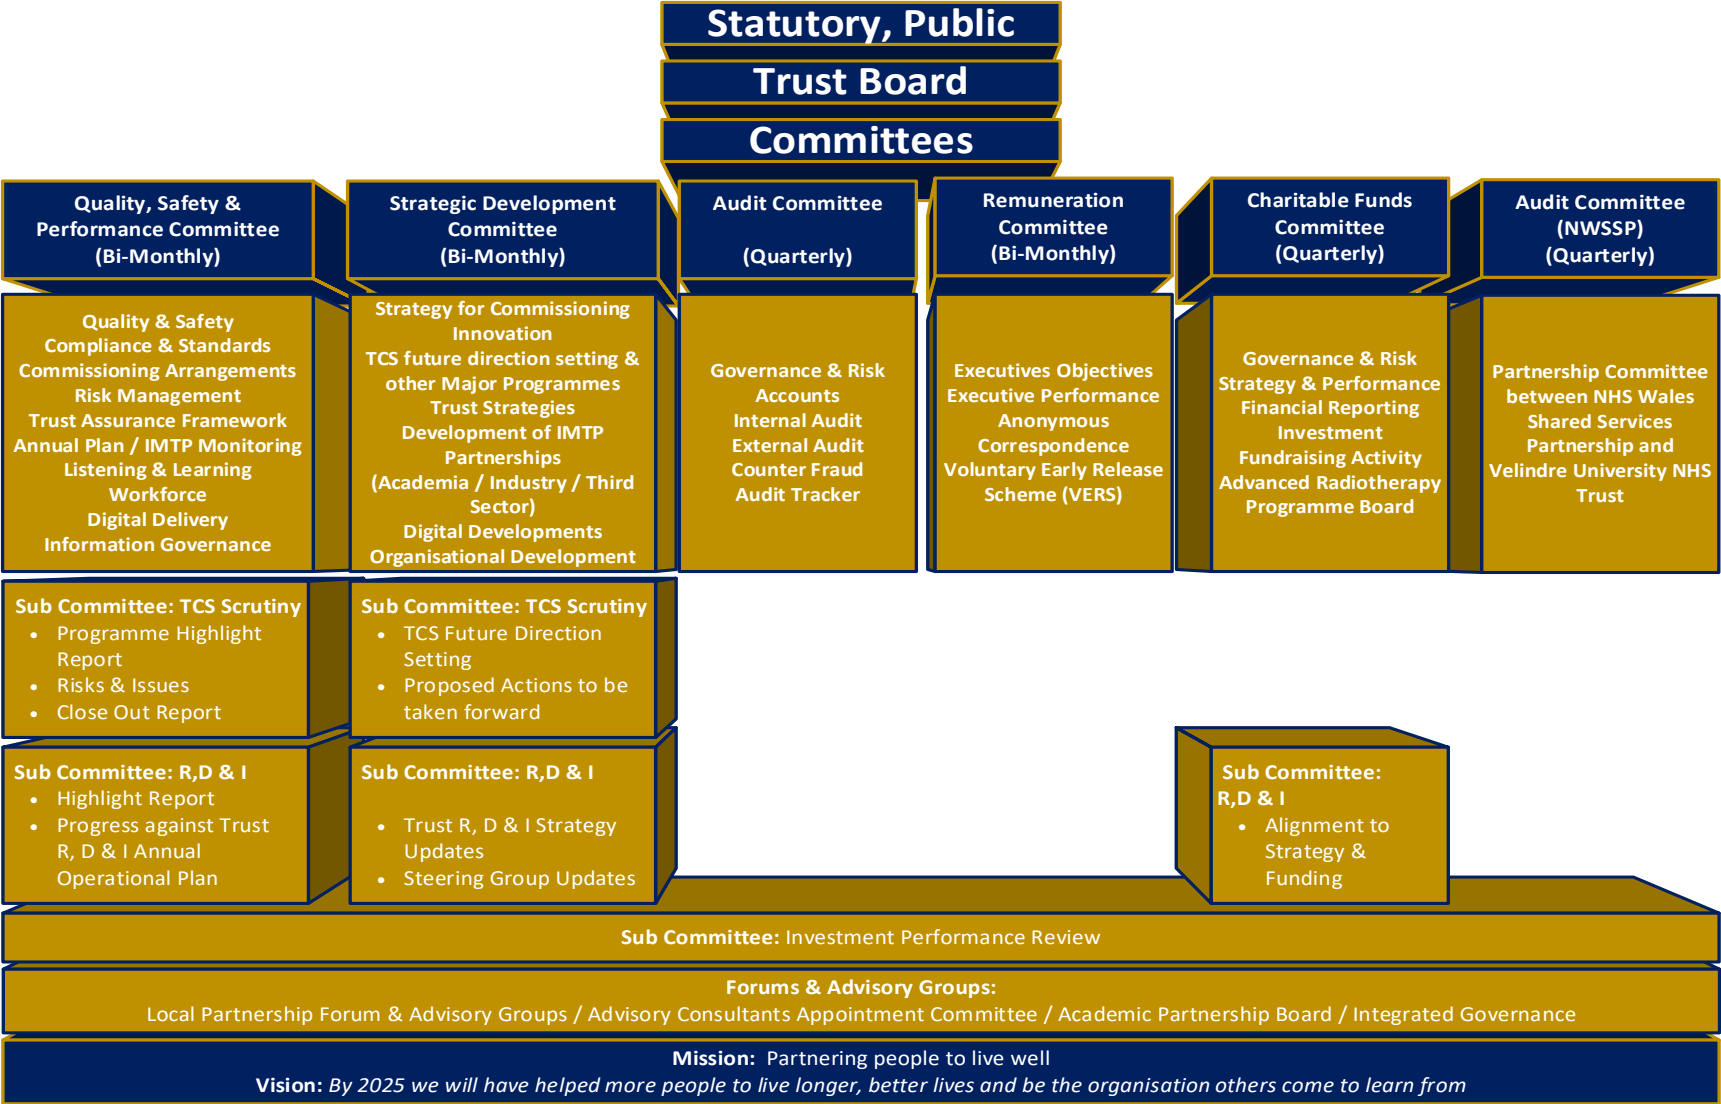 Statutory, Public
Trust Board
Committees
Quality, Safety &
Performance Committee
(Bi-Monthly)
Strategic Development
Committee
(Bi-Monthly)
Audit Committee
(Quarterly)
Remuneration
Committee
(Bi-Monthly)
Charitable Funds
Committee
(Quarterly)
Audit Committee
(NWSSP)
(Quarterly)
Quality & Safety
Compliance & Standards
Commissioning Arrangements
Risk Management
Trust Assurance Framework
Annual Plan / IMTP Monitoring
Listening & Learning
Workforce
Digital Delivery
Information Governance
Strategy for Commissioning
Innovation
TCS future direction setting &
other Major Programmes
Trust Strategies
Development of IMTP
Partnerships
(Academia / Industry / Third
Sector)
Digital Developments
Organisational Development
Governance & Risk
Accounts
Internal Audit
External Audit
Counter Fraud
Audit Tracker
Executives Objectives
Executive Performance
Anonymous
Correspondence
Voluntary Early Release
Scheme (VERS)
Governance & Risk
Strategy & Performance
Financial Reporting
Investment
Fundraising Activity
Advanced Radiotherapy
Programme Board
Partnership Committee
between NHS Wales
Shared Services
Partnership and
Velindre University NHS
Trust
Sub Committee: TCS Scrutiny
• Programme Highlight
Report
• Risks & Issues
• Close Out Report
Sub Committee: TCS Scrutiny
• TCS Future Direction
Setting
• Proposed Actions to be
taken forward
Sub Committee: R,D & I
• Highlight Report
• Progress against Trust
R, D & I Annual
Operational Plan
Sub Committee: R,D & I
• Trust R, D & I Strategy
Updates
• Steering Group Updates
Sub Committee:
R,D & I
• Alignment to
Strategy &
Funding
Sub Committee: Investment Performance Review
Forums & Advisory Groups:
Local Partnership Forum & Advisory Groups / Advisory Consultants Appointment Committee / Academic Partnership Board / Integrated Governance
Mission: Partnering people to live well
Vision: By 2025 we will have helped more people to live longer, better lives and be the organisation others come to learn from